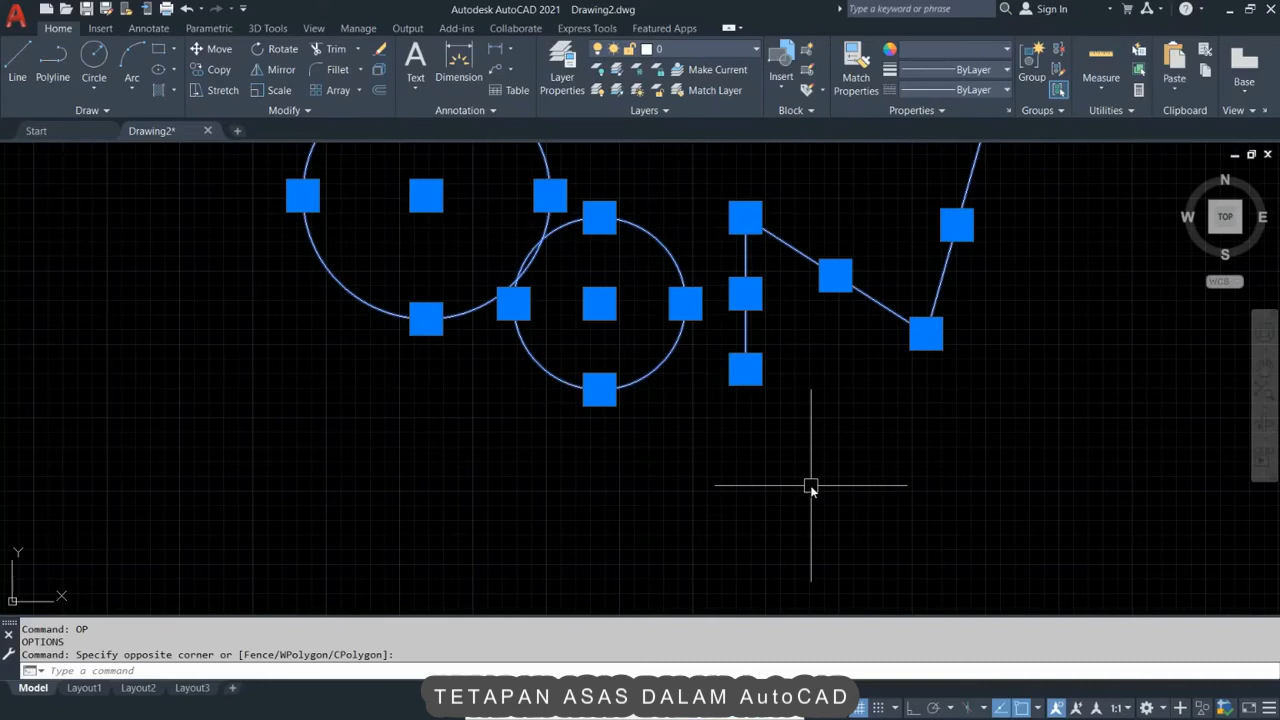 Autodesk AutoCAD 2021 Drawing2.dwg
Type a keyword or phrase
Sign In
Home Insert Annotate Parametric 3D Tools View Manage Output Add-ins Collaborate Express Tools Featured Apps
Line Polyline Circle Arc
Move Rotate Trim
Copy Mirror Fillet
Stretch Scale Array
Text Dimension
Table
Layer Properties
0
Make Current
Match Layer
Insert
Match Properties
ByLayer
ByLayer
Group
Measure
Paste
Base
Draw Modify Annotation Layers Block Properties Groups Utilities Clipboard View
Start Drawing2*
N
W TOP E
S
WCS
Y
X
Command: OP
OPTIONS
Command: Specify opposite corner or [Fence/WPolygon/CPolygon]:
Type a command
Model Layout1 Layout2 Layout3
TETAPAN ASAS DALAM AutoCAD
1:1